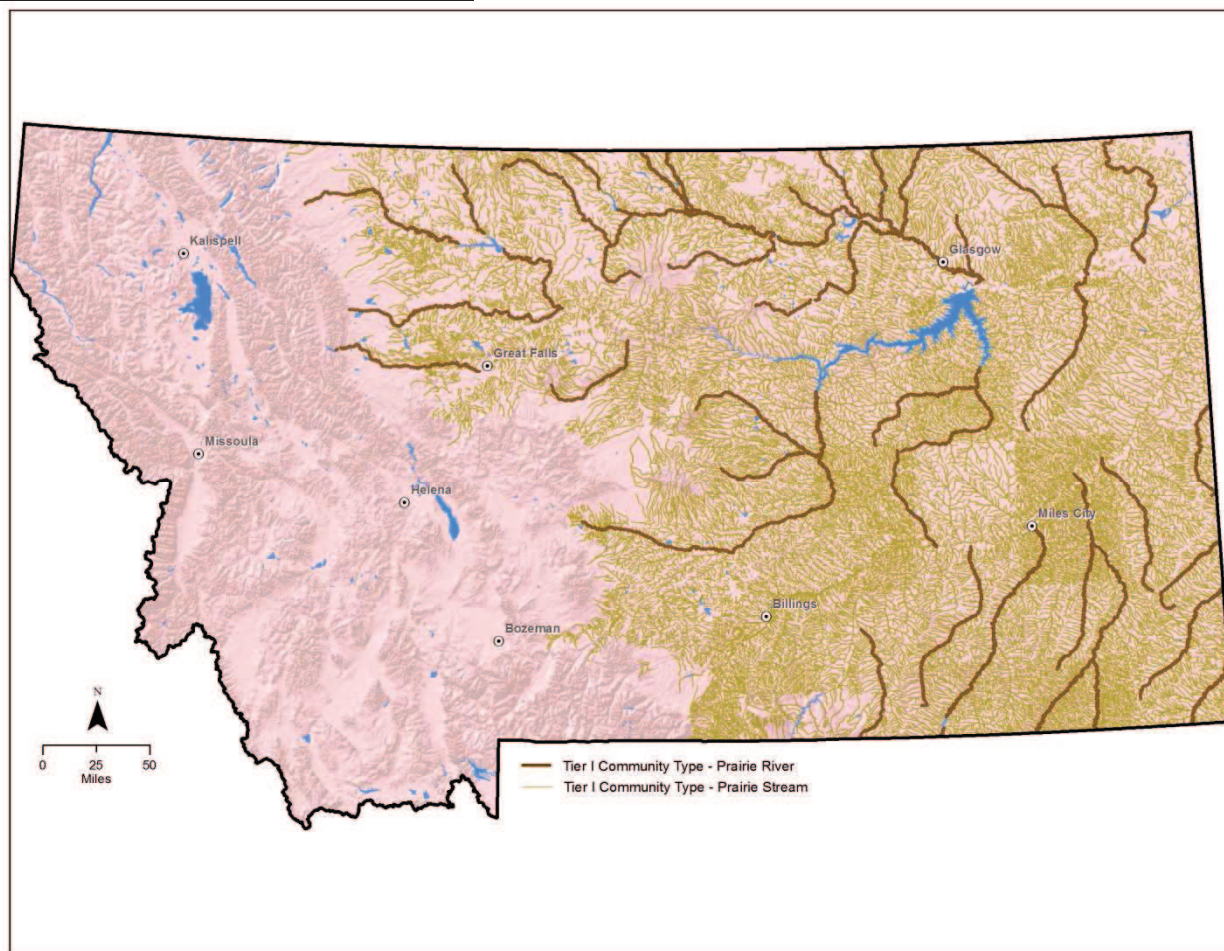 Kalispell
Glasgow
Great Falls
Missoula
Helena
Miles City
Billings
Bozeman
N
0 25 50
Miles
Tier I Community Type - Prairie River
Tier I Community Type - Prairie Stream